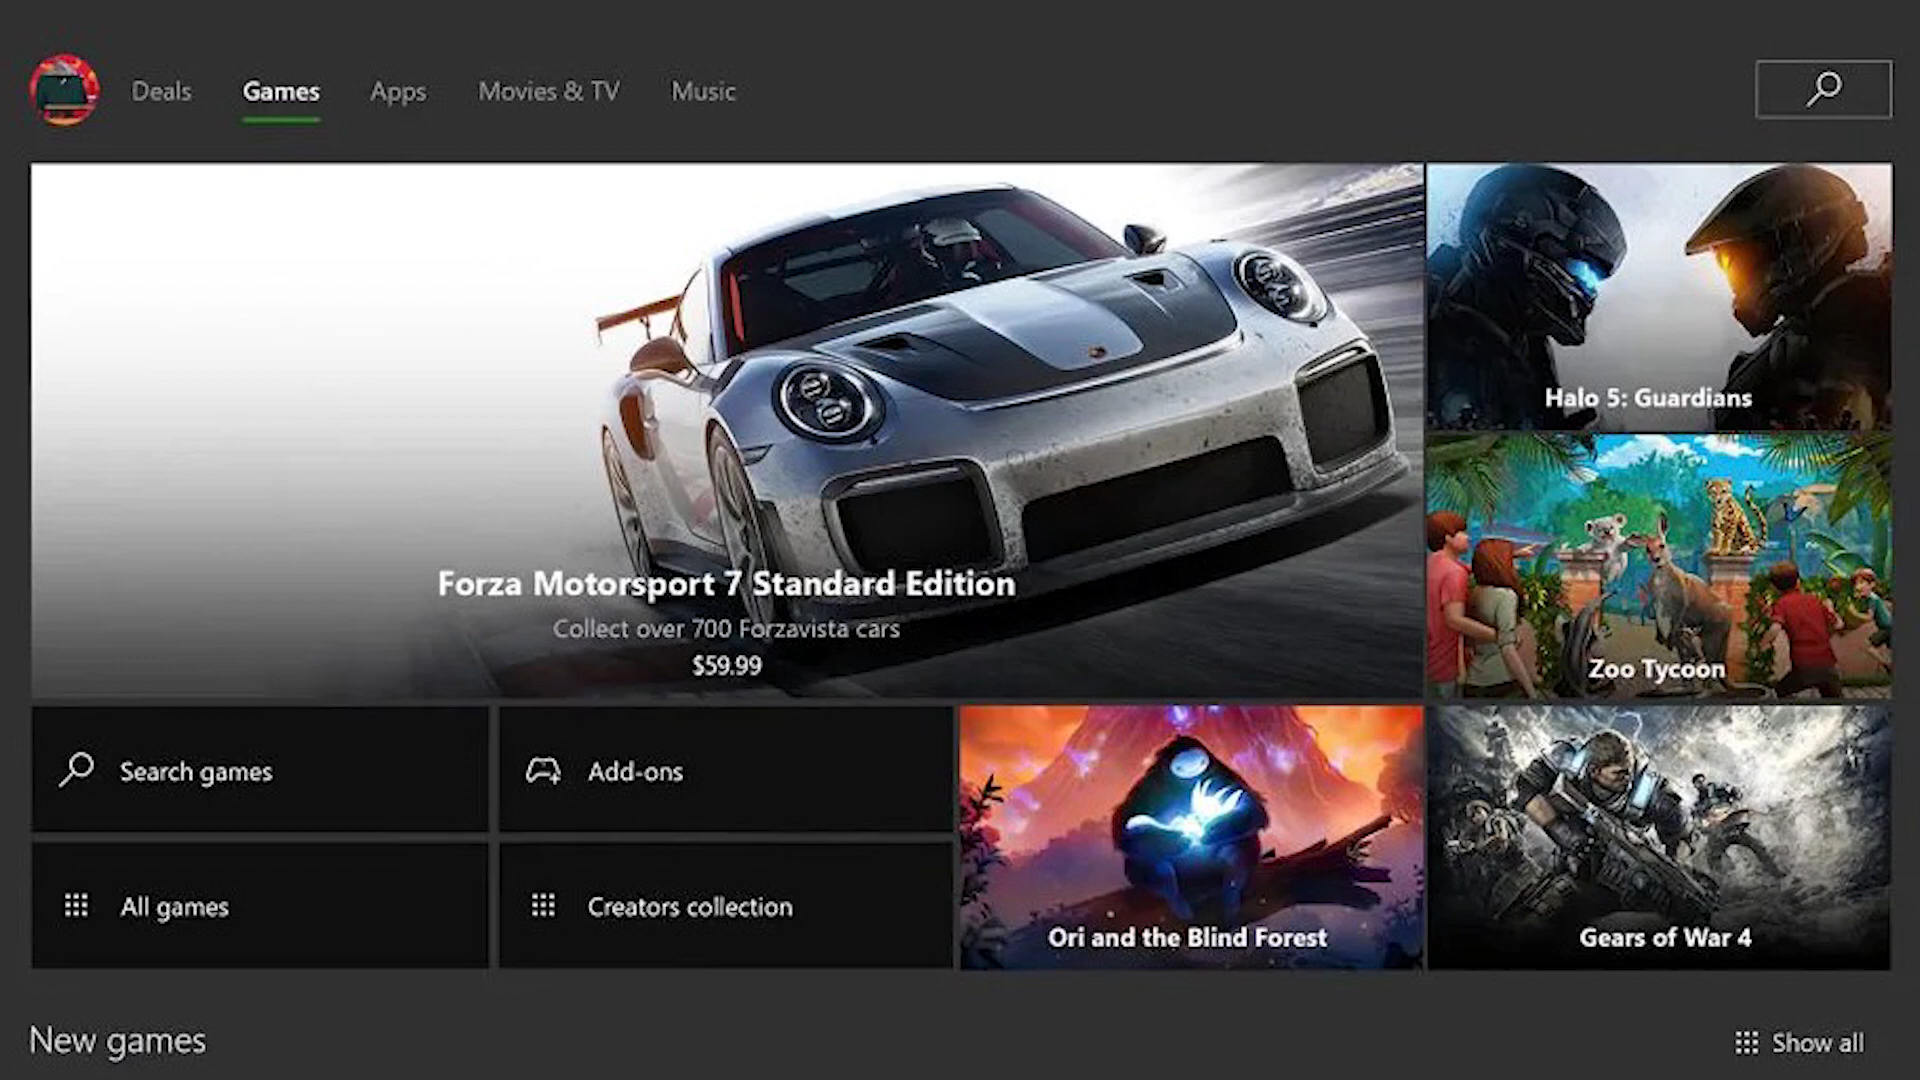 Deals
Games
Apps
Movies & TV
Music
Forza Motorsport 7 Standard Edition
Collect over 700 Forzavista cars
$59.99
Halo 5: Guardians
Zoo Tycoon
Search games
Add-ons
All games
Creators collection
Ori and the Blind Forest
Gears of War 4
New games
Show all